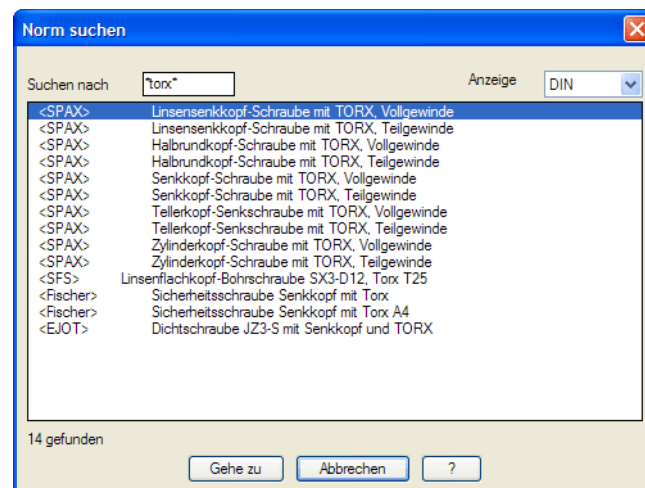 Norm suchen
Suchen nach *torx* Anzeige DIN
<SPAX> Linsensenkkopf-Schraube mit TORX, Vollgewinde
<SPAX> Linsensenkkopf-Schraube mit TORX, Teilgewinde
<SPAX> Halbrundkopf-Schraube mit TORX, Vollgewinde
<SPAX> Halbrundkopf-Schraube mit TORX, Teilgewinde
<SPAX> Senkkopf-Schraube mit TORX, Vollgewinde
<SPAX> Senkkopf-Schraube mit TORX, Teilgewinde
<SPAX> Tellerkopf-Senkschraube mit TORX, Vollgewinde
<SPAX> Tellerkopf-Senkschraube mit TORX, Teilgewinde
<SPAX> Zylinderkopf-Schraube mit TORX, Vollgewinde
<SPAX> Zylinderkopf-Schraube mit TORX, Teilgewinde
<SFS> Linsenflachkopf-Bohrschraube SX3-D12, Torx T25
<Fischer> Sicherheitsschraube Senkkopf mit Torx
<Fischer> Sicherheitsschraube Senkkopf mit Torx A4
<EJOT> Dichtschraube JZ3-S mit Senkkopf und TORX
14 gefunden
Gehe zu Abbrechen ?